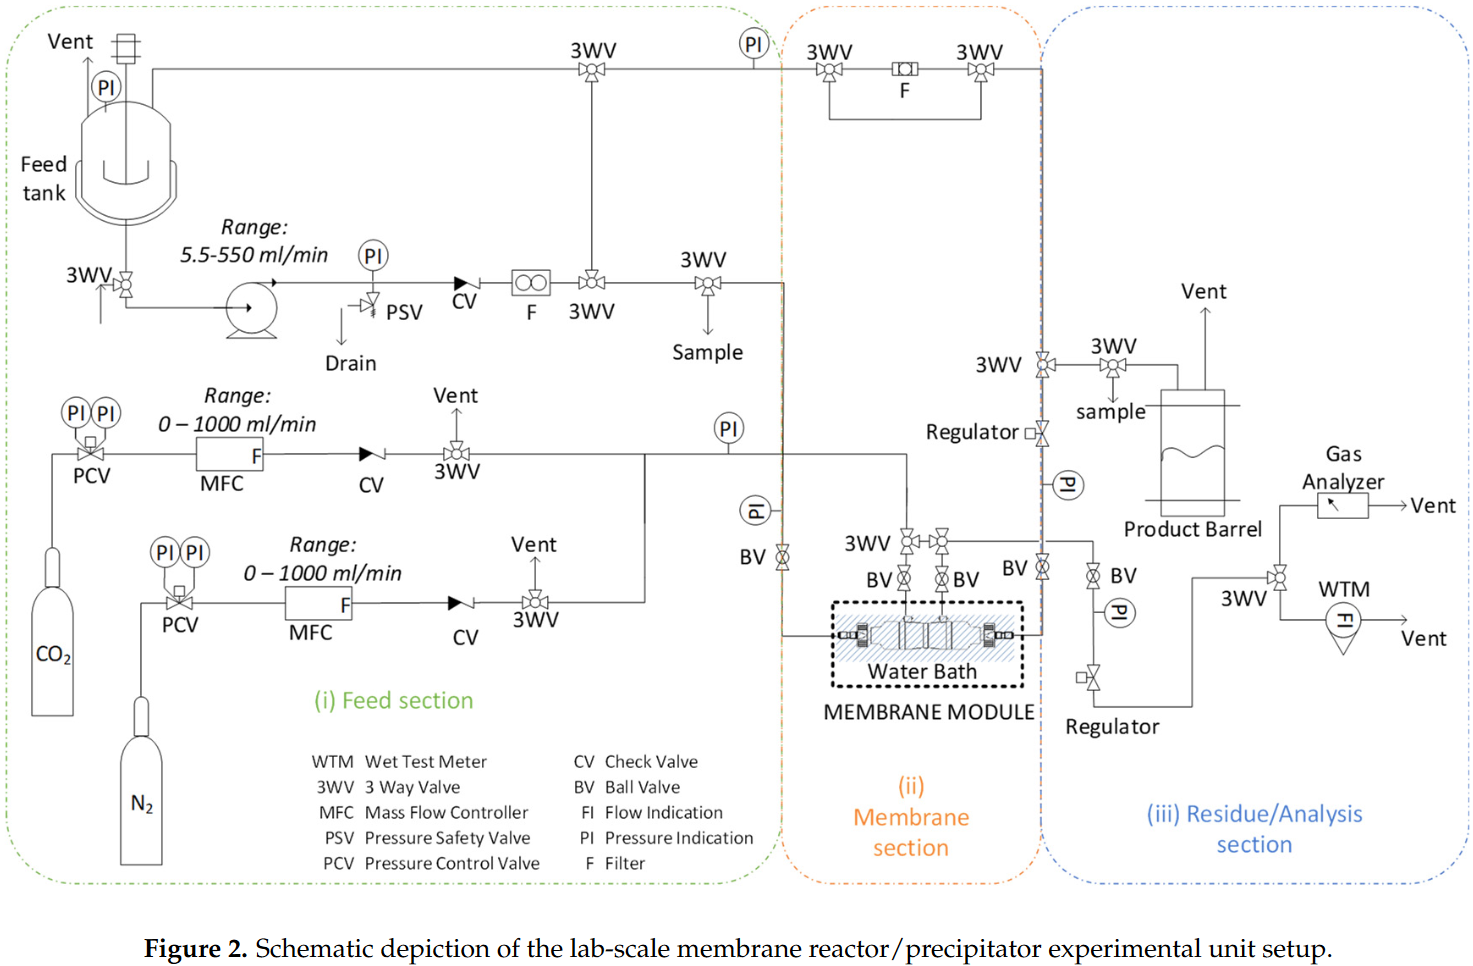 Vent
PI
Feed
tank
3WV
Range:
5.5-550 ml/min
PI
PSV
Drain
CV
F
3WV
3WV
3WV
Sample
PI
3WV
F
3WV
Range:
0 – 1000 ml/min
PI PI
PCV
F
MFC
CV
Vent
3WV
PI
CO2
Range:
0 – 1000 ml/min
PI PI
PCV
F
MFC
CV
Vent
3WV
N2
PI
BV
3WV
BV
BV
BV
Water Bath
MEMBRANE MODULE
3WV
Regulator
PI
3WV
sample
Vent
Product Barrel
BV
PI
Regulator
3WV
Gas
Analyzer
Vent
WTM
FI
Vent
(i) Feed section
WTM Wet Test Meter
3WV 3 Way Valve
MFC Mass Flow Controller
PSV Pressure Safety Valve
PCV Pressure Control Valve
CV Check Valve
BV Ball Valve
FI Flow Indication
PI Pressure Indication
F Filter
(ii)
Membrane
section
(iii) Residue/Analysis
section
Figure 2. Schematic depiction of the lab-scale membrane reactor/precipitator experimental unit setup.